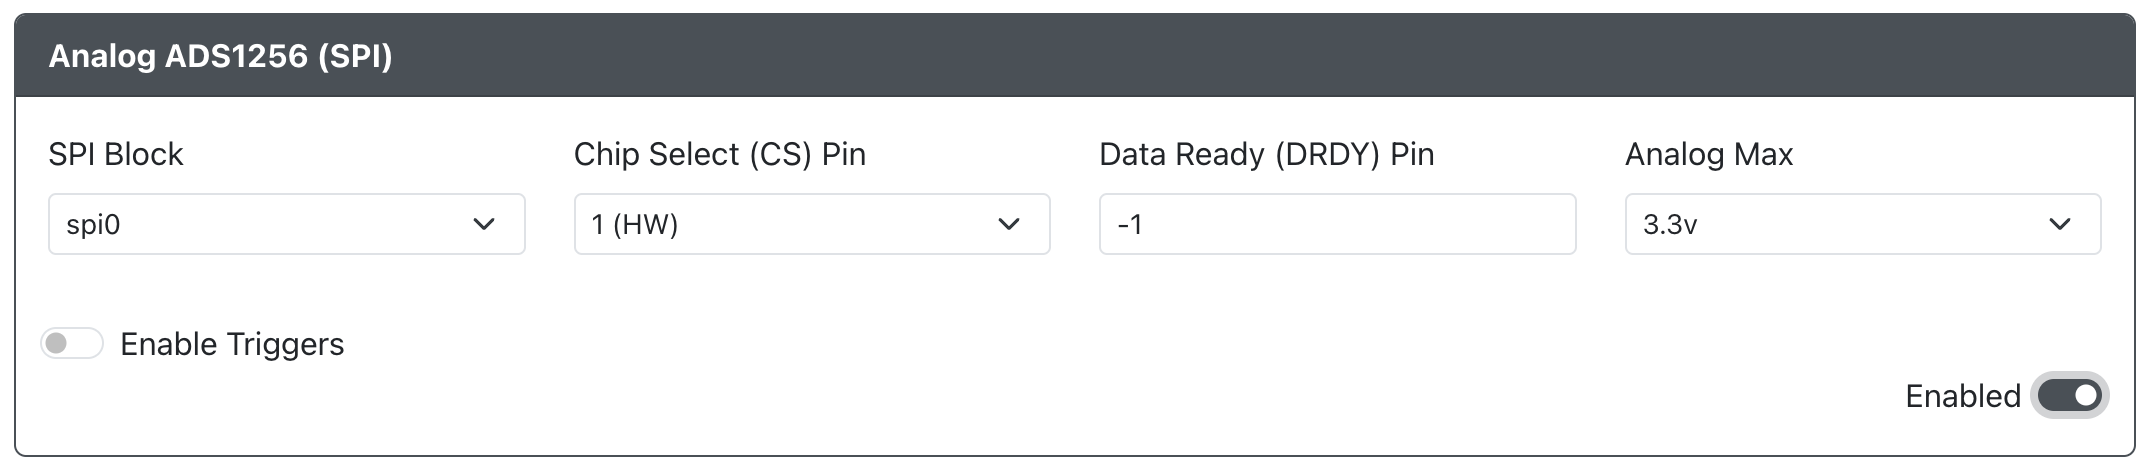 Analog ADS1256 (SPI)
SPI Block
Chip Select (CS) Pin
Data Ready (DRDY) Pin
Analog Max
spi0
1 (HW)
-1
3.3v
Enable Triggers
Enabled